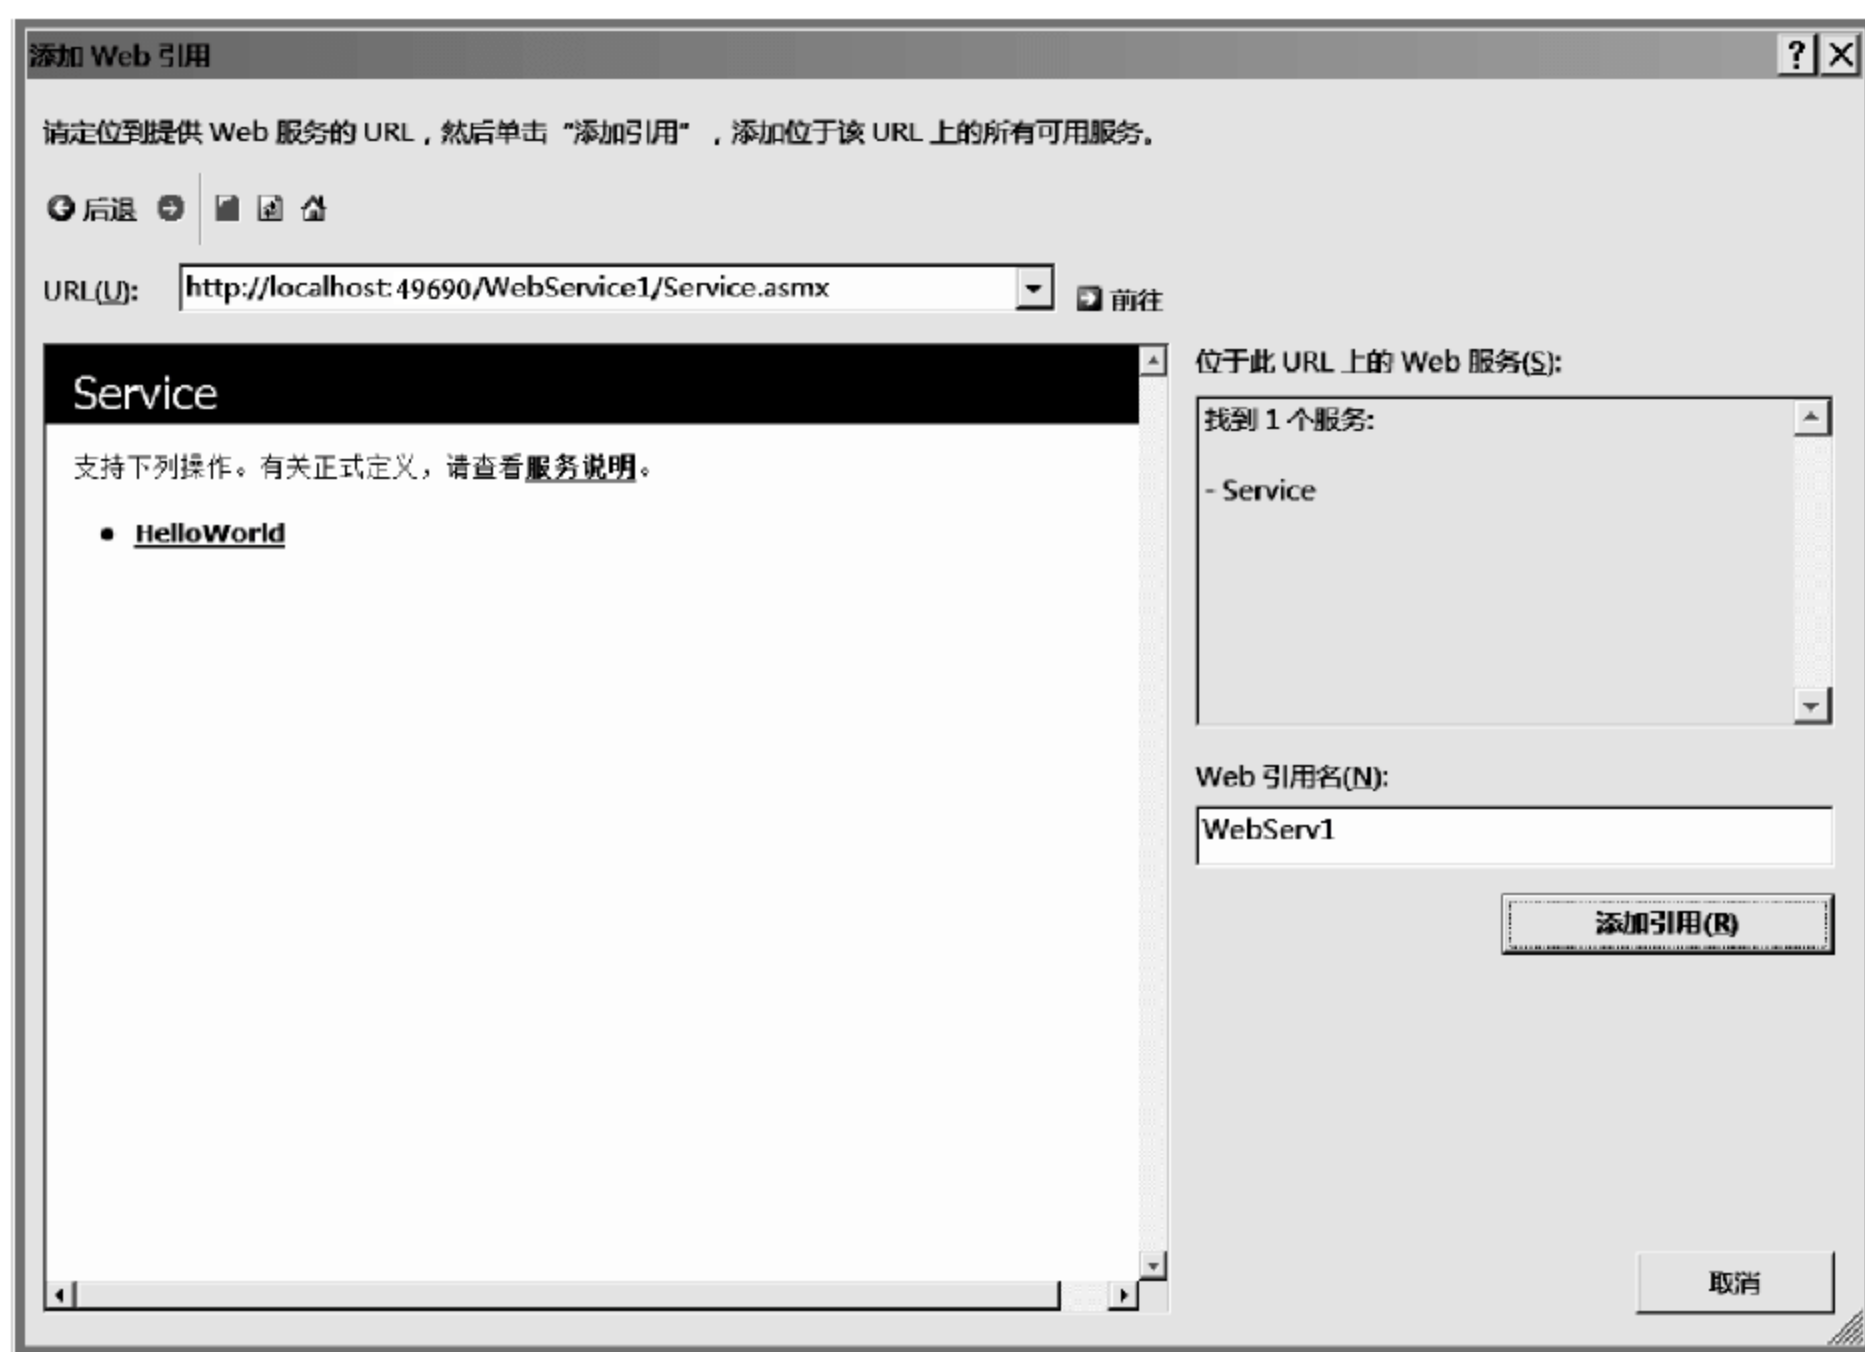 添加 Web 引用
请定位到提供 Web 服务的 URL，然后单击“添加引用”，添加位于该 URL 上的所有可用服务。
后退
URL(U):
http://localhost:49690/WebService1/Service.asmx
前往
Service
支持下列操作。有关正式定义，请查看服务说明。
• HelloWorld
位于此 URL 上的 Web 服务(S):
找到 1 个服务:
- Service
Web 引用名(N):
WebServ1
添加引用(R)
取消